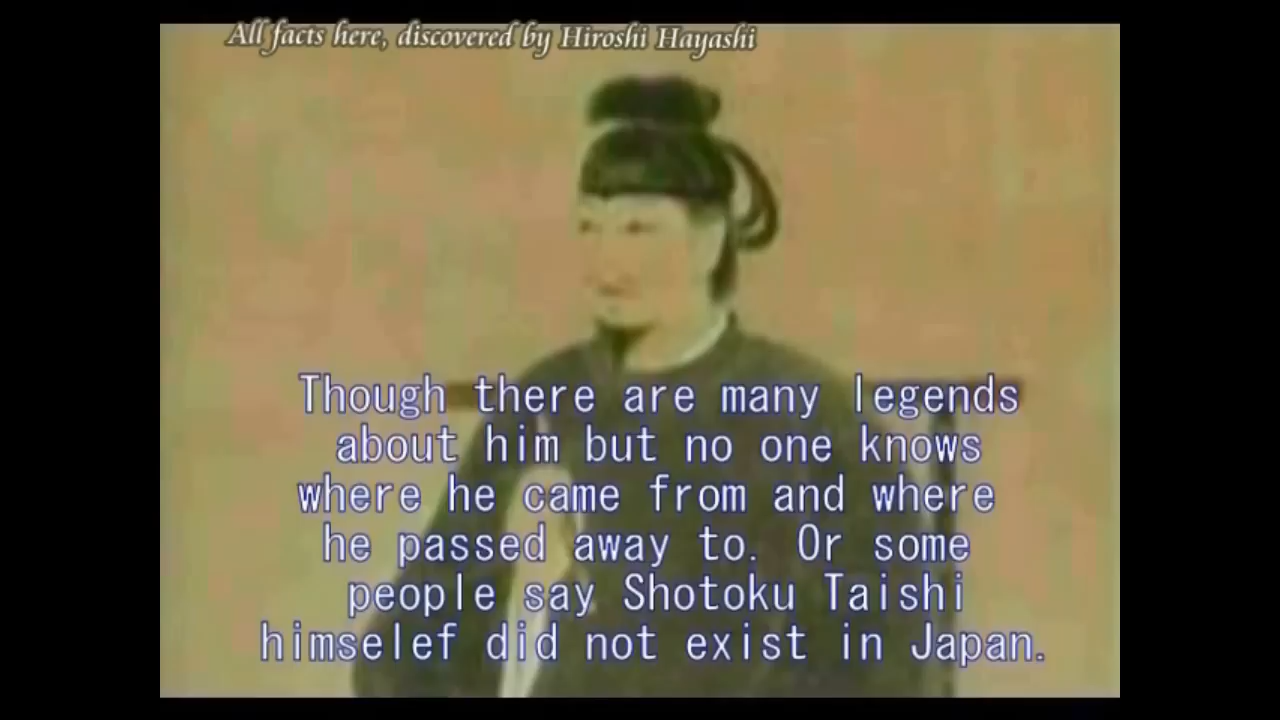 All facts here, discovered by Hiroshi Hayashi
Though there are many legends
about him but no one knows
where he came from and where
he passed away to. Or some
people say Shotoku Taishi
himselef did not exist in Japan.